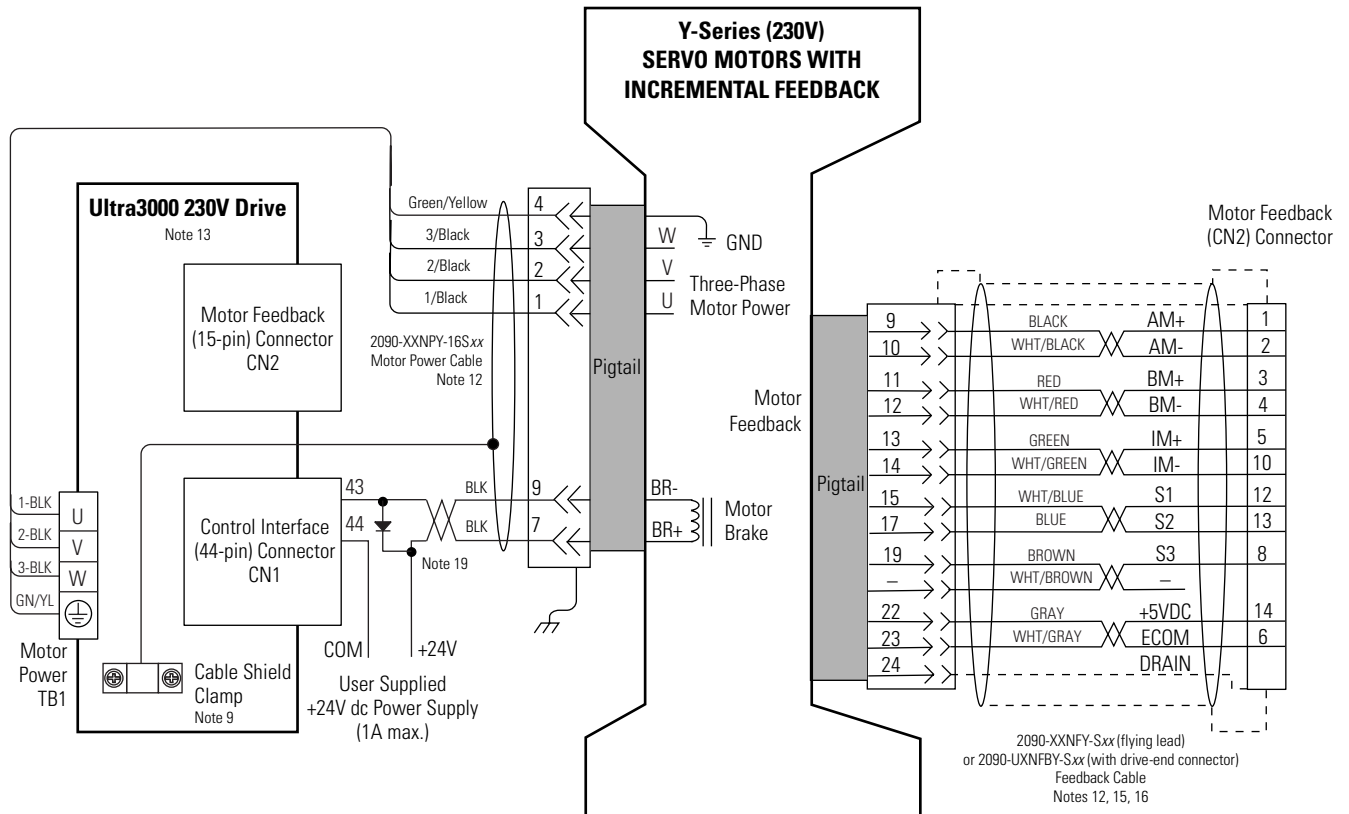 Y-Series (230V)
SERVO MOTORS WITH
INCREMENTAL FEEDBACK
Ultra3000 230V Drive
Note 13
Motor Feedback
(15-pin) Connector
CN2
Control Interface
(44-pin) Connector
CN1
1-BLK
U
2-BLK
V
3-BLK
W
GN/YL
Motor
Power
TB1
Cable Shield
Clamp
Note 9
43
44
COM
+24V
User Supplied
+24V dc Power Supply
(1A max.)
Note 19
Green/Yellow
4
3/Black
3
2/Black
2
1/Black
1
2090-XXNPY-16Sxx
Motor Power Cable
Note 12
BLK
9
BLK
7
Pigtail
W
GND
V
U
Three-Phase
Motor Power
BR-
BR+
Motor
Brake
Motor
Feedback
Pigtail
Motor Feedback
(CN2) Connector
9 BLACK AM+ 1
10 WHT/BLACK AM- 2
11 RED BM+ 3
12 WHT/RED BM- 4
13 GREEN IM+ 5
14 WHT/GREEN IM- 10
15 WHT/BLUE S1 12
17 BLUE S2 13
19 BROWN S3 8
– WHT/BROWN –
22 GRAY +5VDC 14
23 WHT/GRAY ECOM 6
24 DRAIN
2090-XXNFY-Sxx (flying lead)
or 2090-UXNFBY-Sxx (with drive-end connector)
Feedback Cable
Notes 12, 15, 16